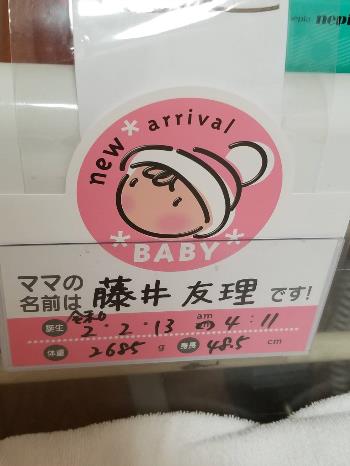 nepia nepi
new * arrival
* BABY *
ママの
名前は 藤井 友理 です!
誕生 令和 2・2・13 am 4:11
体重 2685 g 身長 48.5 cm